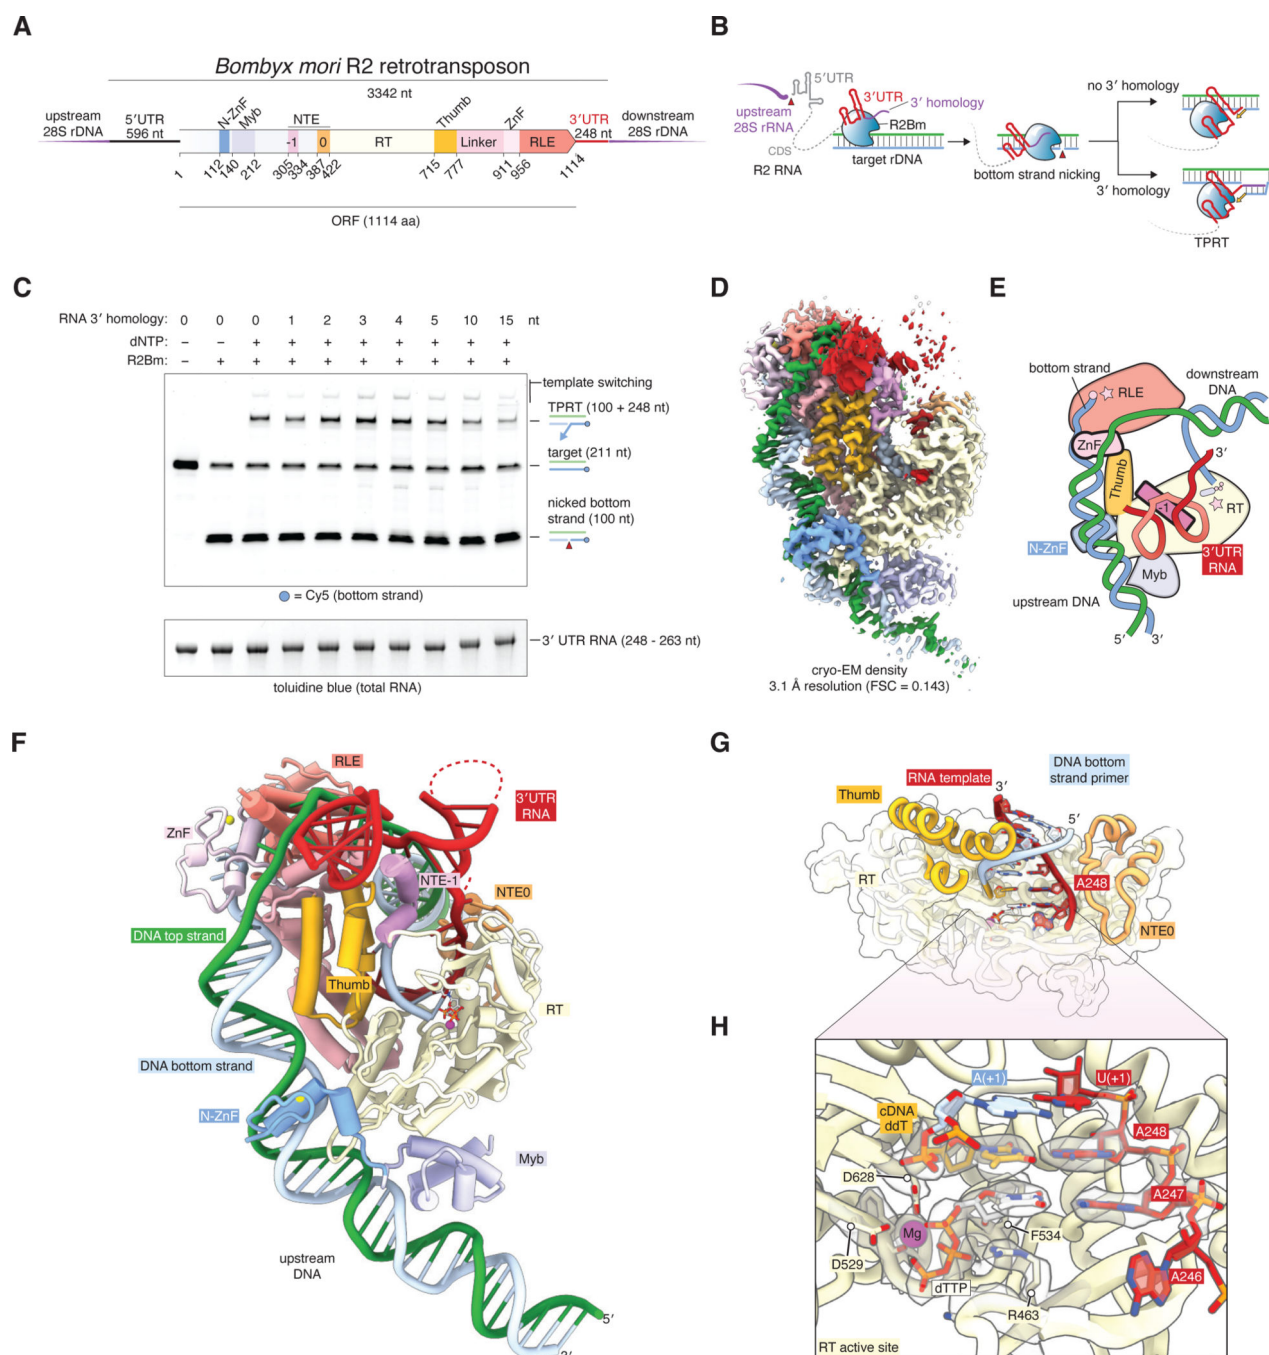 A
Bombyx mori R2 retrotransposon
3342 nt
upstream
28S rDNA
5′UTR
596 nt
N-ZnF
Myb
NTE
-1
0
RT
Thumb
Linker
ZnF
RLE
3′UTR
248 nt
downstream
28S rDNA
1
112
140
212
305
334
387
422
715
777
911
956
1114
ORF (1114 aa)
B
5′UTR
upstream
28S rRNA
3′UTR
3′ homology
R2Bm
CDS
R2 RNA
target rDNA
bottom strand nicking
no 3′ homology
3′ homology
TPRT
C
RNA 3′ homology: 0 0 0 1 2 3 4 5 10 15 nt
dNTP: – – + + + + + + + +
R2Bm: – + + + + + + + + +
template switching
TPRT (100 + 248 nt)
target (211 nt)
nicked bottom
strand (100 nt)
= Cy5 (bottom strand)
3′ UTR RNA (248 - 263 nt)
toluidine blue (total RNA)
D
cryo-EM density
3.1 Å resolution (FSC = 0.143)
E
bottom strand
RLE
downstream
DNA
ZnF
Thumb
3′
-1
RT
N-ZnF
3′UTR
RNA
Myb
upstream DNA
5′
3′
F
RLE
ZnF
3′UTR
RNA
NTE-1
NTE0
DNA top strand
Thumb
RT
DNA bottom strand
N-ZnF
Myb
upstream
DNA
5′
3′
G
RNA template
DNA bottom
strand primer
Thumb
3′
5′
RT
A248
NTE0
H
A(+1)
U(+1)
cDNA
ddT
A248
D628
A247
Mg
F534
D529
dTTP
A246
R463
RT active site